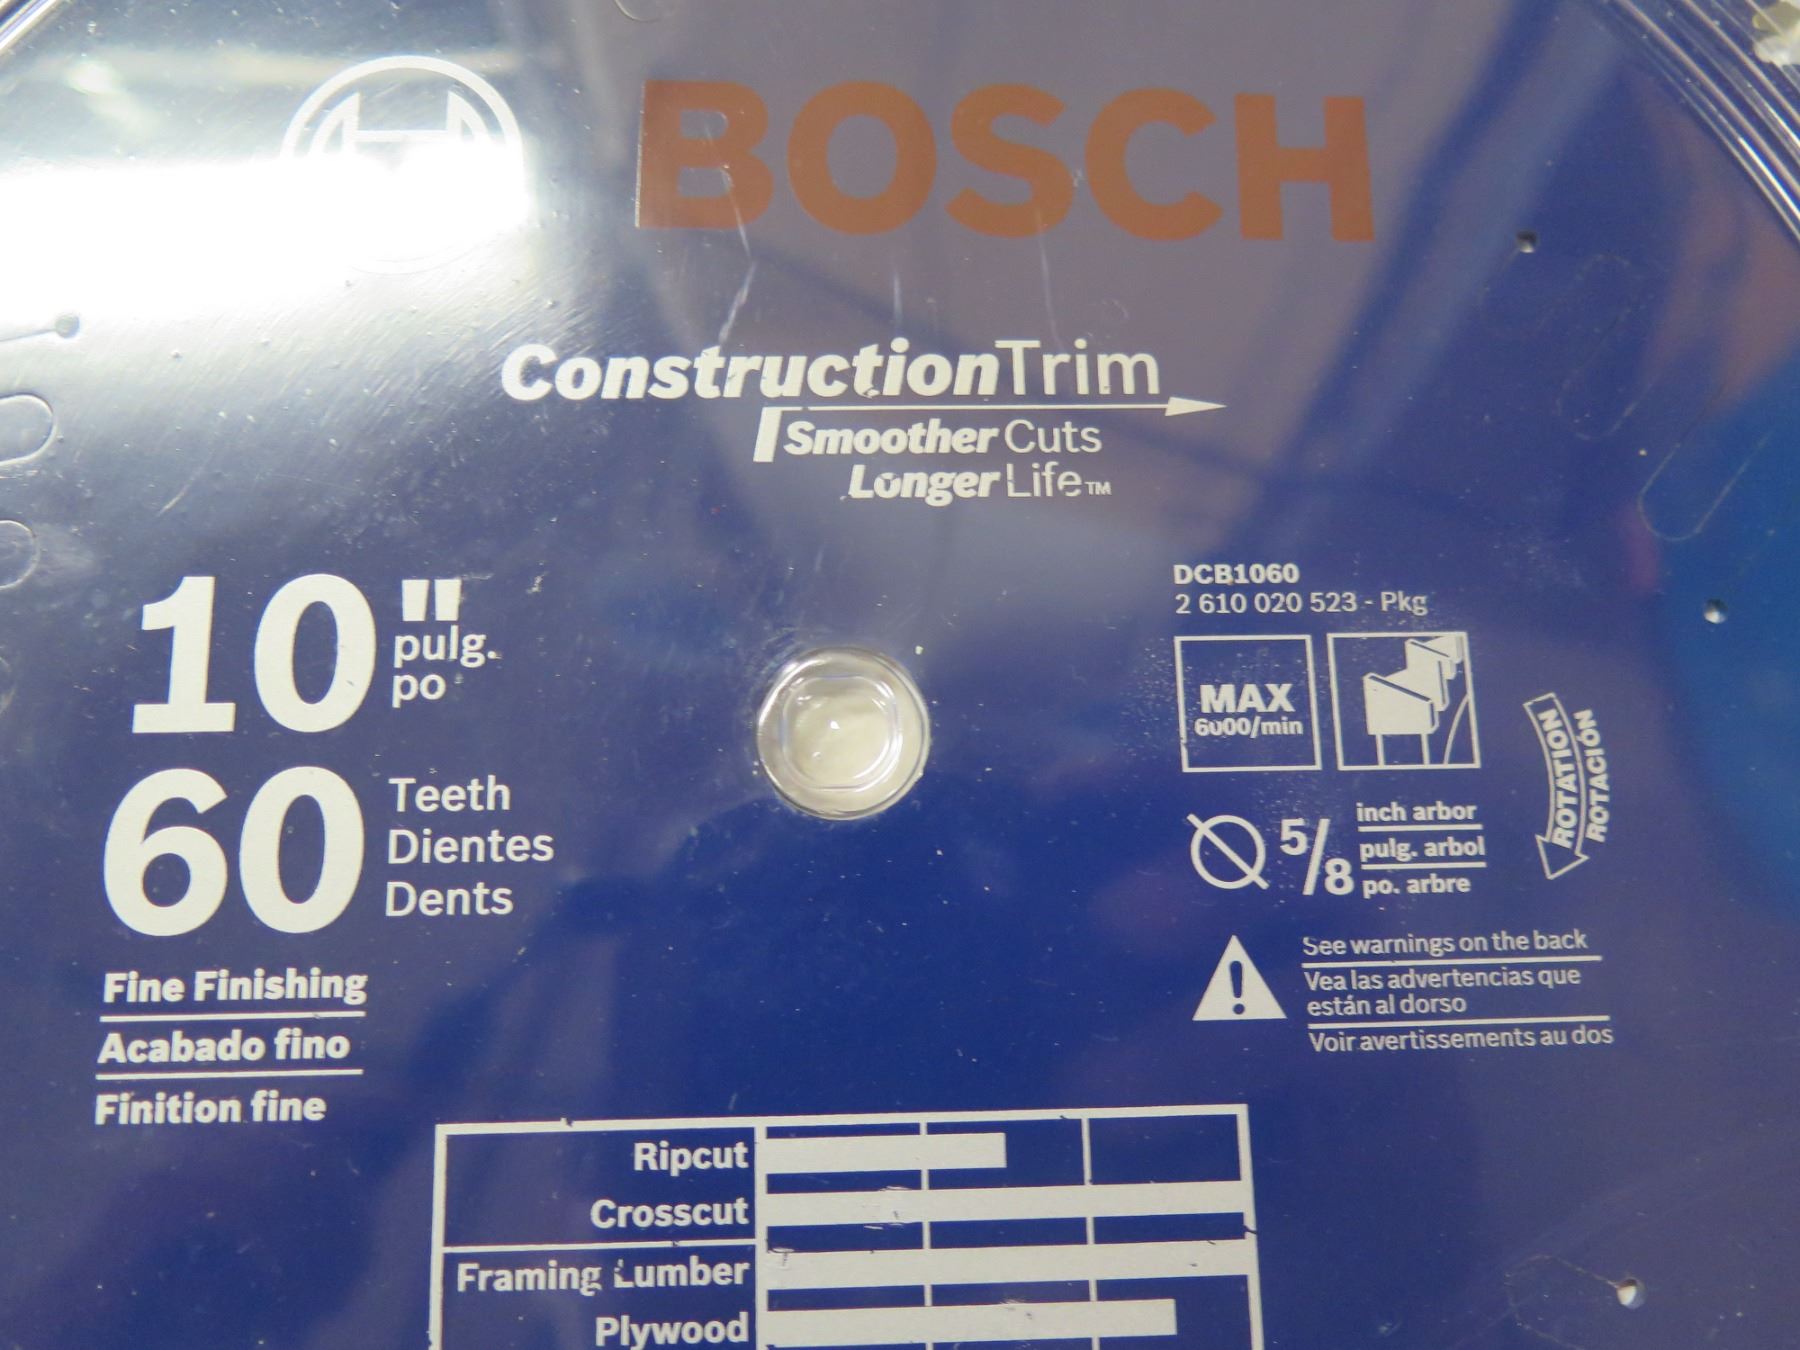 BOSCH
ConstructionTrim
Smoother Cuts
Longer Life™
10"
pulg.
po
60
Teeth
Dientes
Dents
Fine Finishing
Acabado fino
Finition fine
DCB1060
2 610 020 523 - Pkg
MAX
6000/min
ROTATION
ROTACIÓN
5/8
inch arbor
pulg. arbol
po. arbre
See warnings on the back
Vea las advertencias que
están al dorso
Voir avertissements au dos
Ripcut
Crosscut
Framing Lumber
Plywood